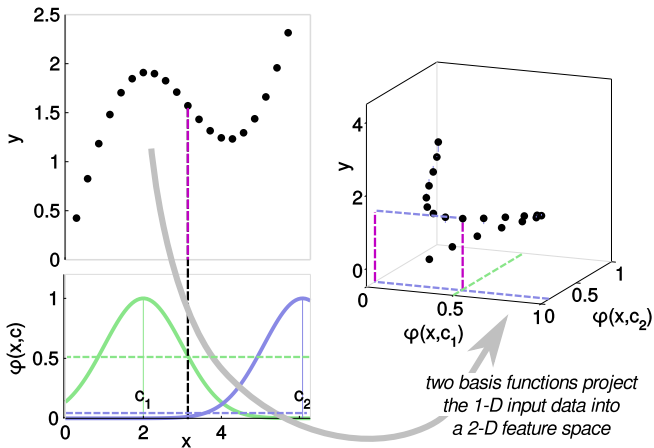 2.5
2
1.5
1
0.5
0
y
1
0.5
0
φ(x,c)
c1
c2
0
2
4
x
4
2
0
y
0
0.5
1
φ(x,c1)
0
0.5
1
φ(x,c2)
two basis functions project
the 1-D input data into
a 2-D feature space